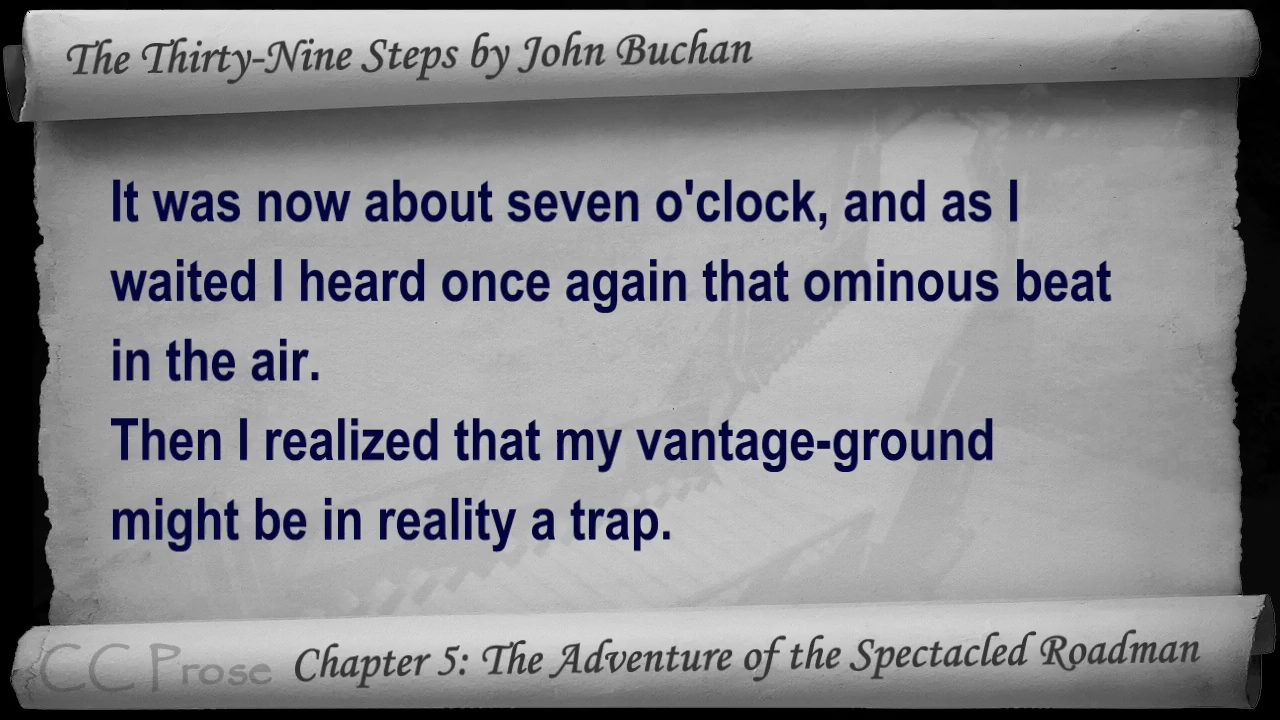 The Thirty-Nine Steps by John Buchan
It was now about seven o'clock, and as I
waited I heard once again that ominous beat
in the air.
Then I realized that my vantage-ground
might be in reality a trap.
CC Prose Chapter 5: The Adventure of the Spectacled Roadman